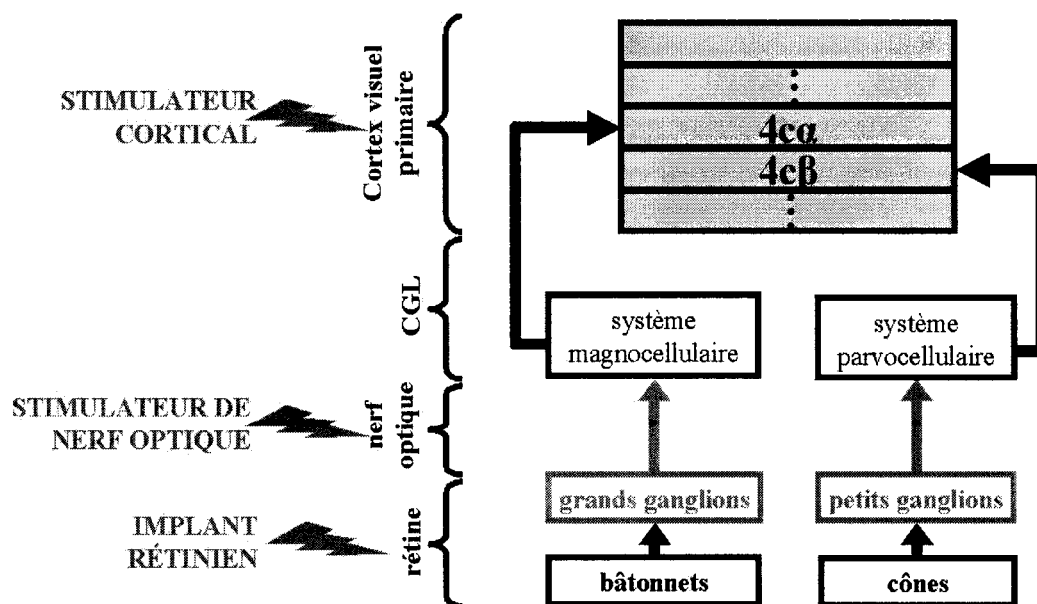 STIMULATEUR
CORTICAL
Cortex visuel
primaire
4cα
4cβ
CGL
système
magnocellulaire
système
parvocellulaire
STIMULATEUR DE
NERF OPTIQUE
nerf
optique
grands ganglions
petits ganglions
IMPLANT
RÉTINIEN
rétine
bâtonnets
cônes